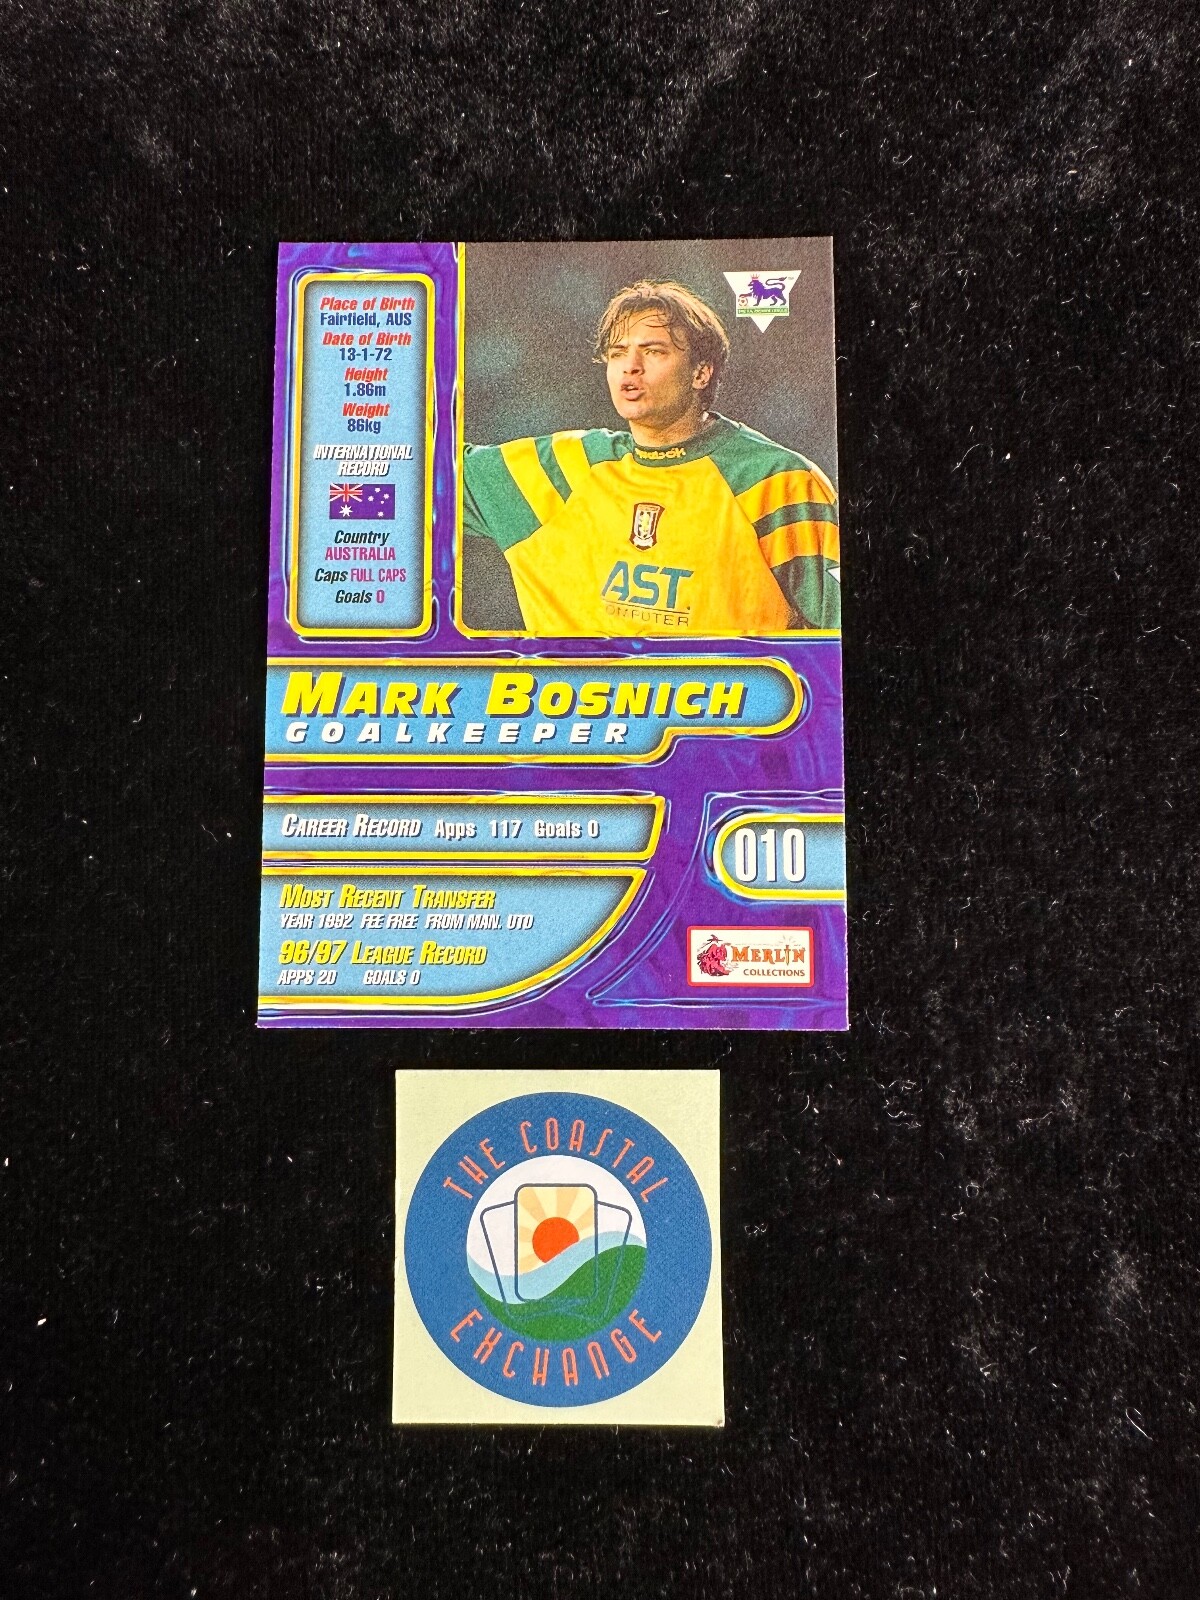 Place of Birth
Fairfield, AUS
Date of Birth
13-1-72
Height
1.86m
Weight
86kg
INTERNATIONAL
RECORD
Country
AUSTRALIA
Caps FULL CAPS
Goals 0
Reebok
AST
COMPUTER
MARK BOSNICH
GOALKEEPER
CAREER RECORD Apps 117 Goals 0
010
MOST RECENT TRANSFER
YEAR 1992 FEE FREE FROM MAN. UTD
96/97 LEAGUE RECORD
APPS 20 GOALS 0
MERLIN
COLLECTIONS
THE COASTAL
EXCHANGE